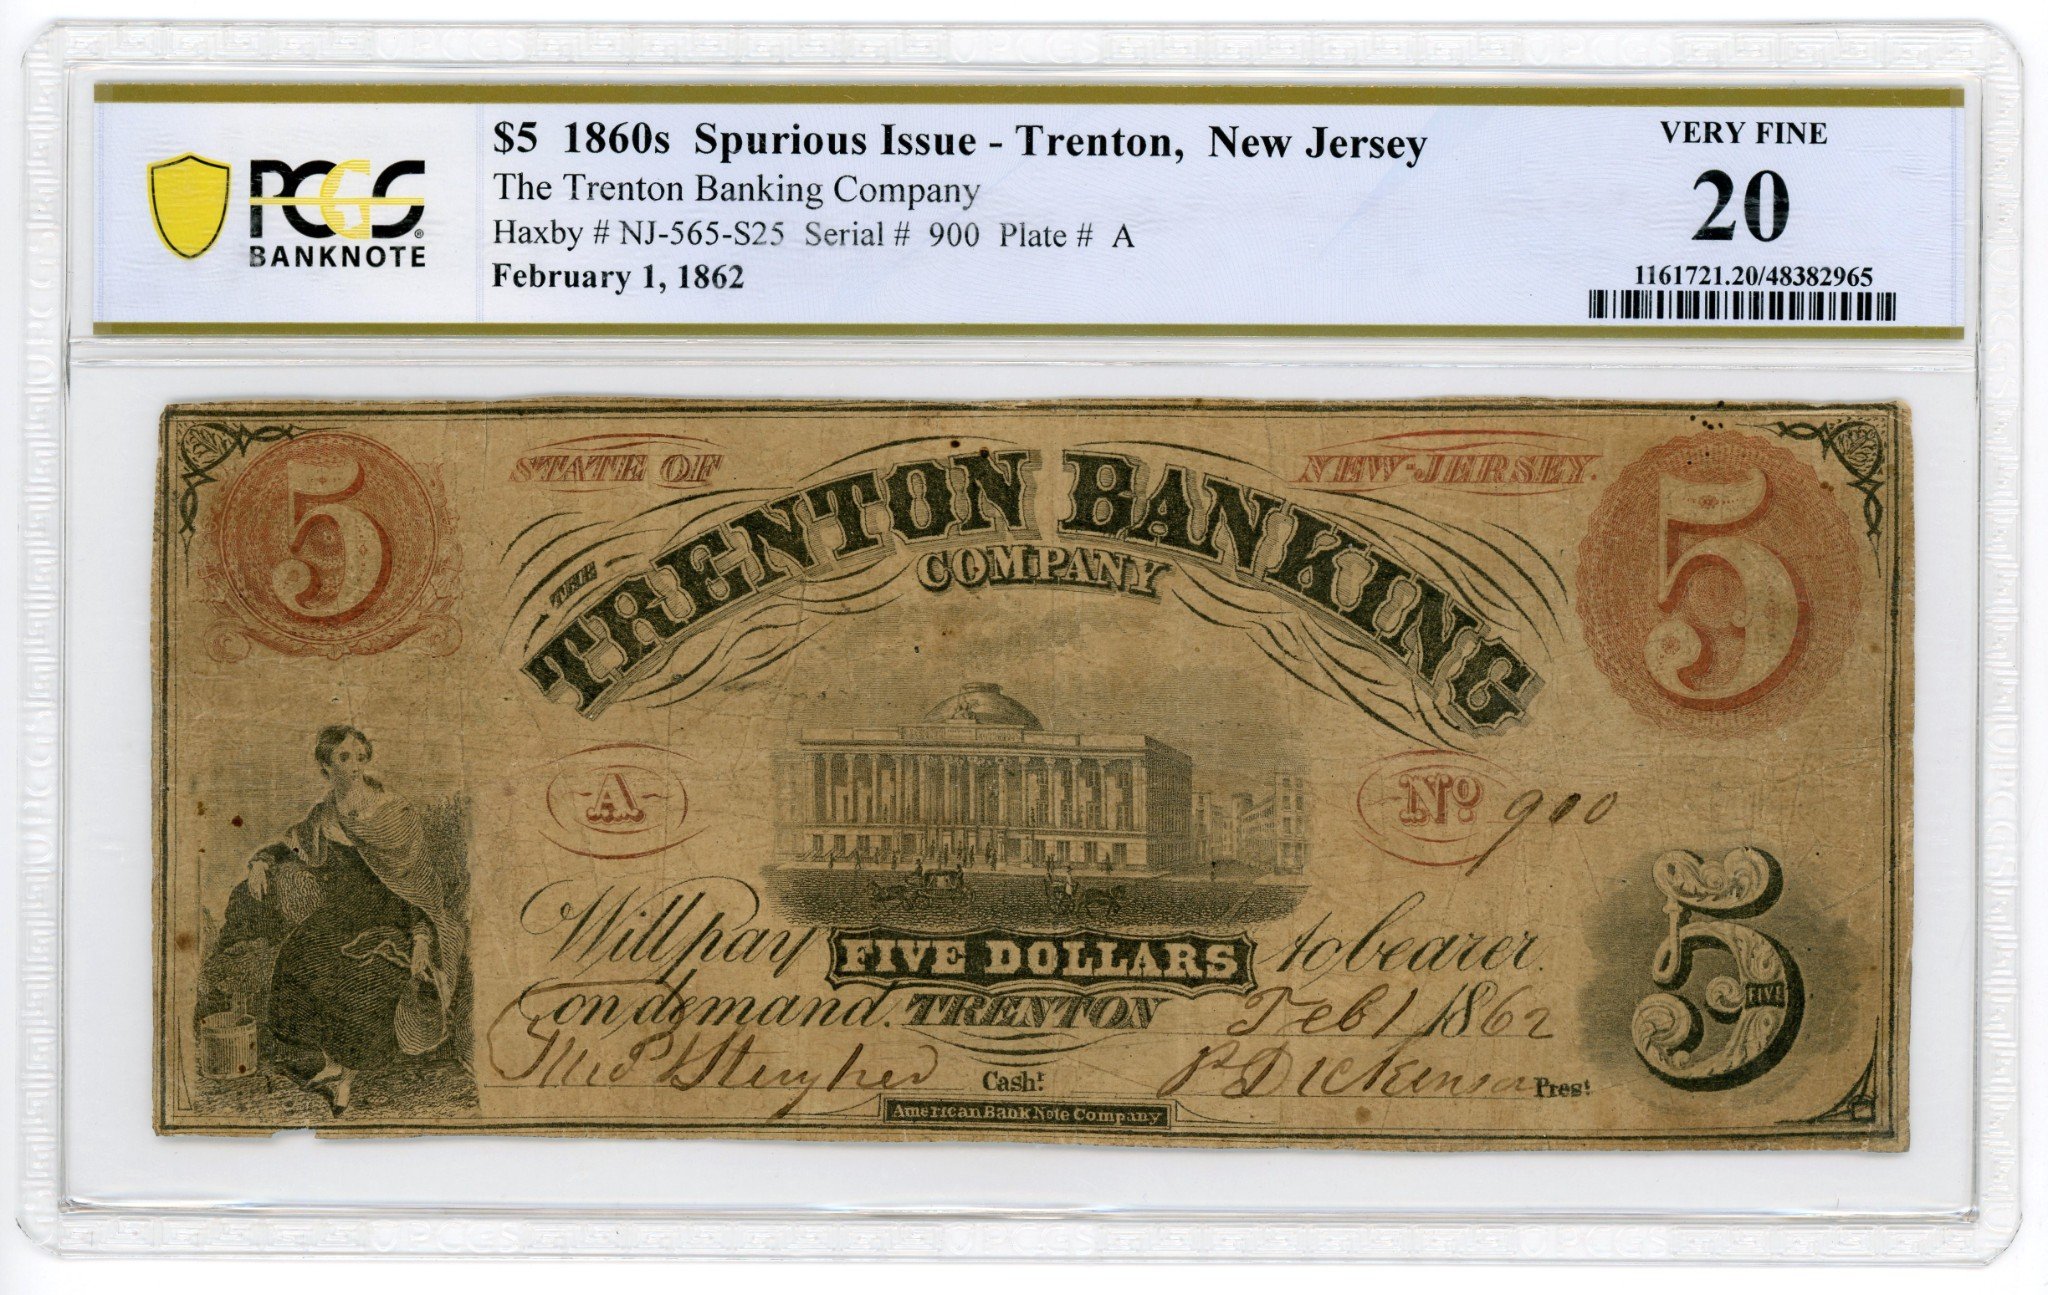 PCGS
BANKNOTE
$5 1860s Spurious Issue - Trenton, New Jersey
The Trenton Banking Company
Haxby # NJ-565-S25 Serial # 900 Plate # A
February 1, 1862
VERY FINE
20
1161721.20/48382965
5
STATE OF
NEW-JERSEY.
5
THE
TRENTON BANKING
COMPANY
A
No 900
Will pay FIVE DOLLARS to bearer
on demand. TRENTON Feb 1 1862
5
FIVE
Cashr.
P Dickinson Prest
American Bank Note Company